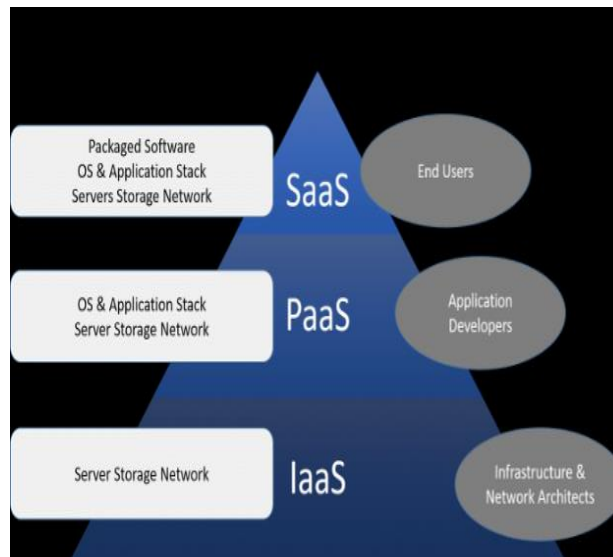 Packaged Software
OS & Application Stack
Servers Storage Network
SaaS
End Users
OS & Application Stack
Server Storage Network
PaaS
Application
Developers
Server Storage Network
IaaS
Infrastructure &
Network Architects